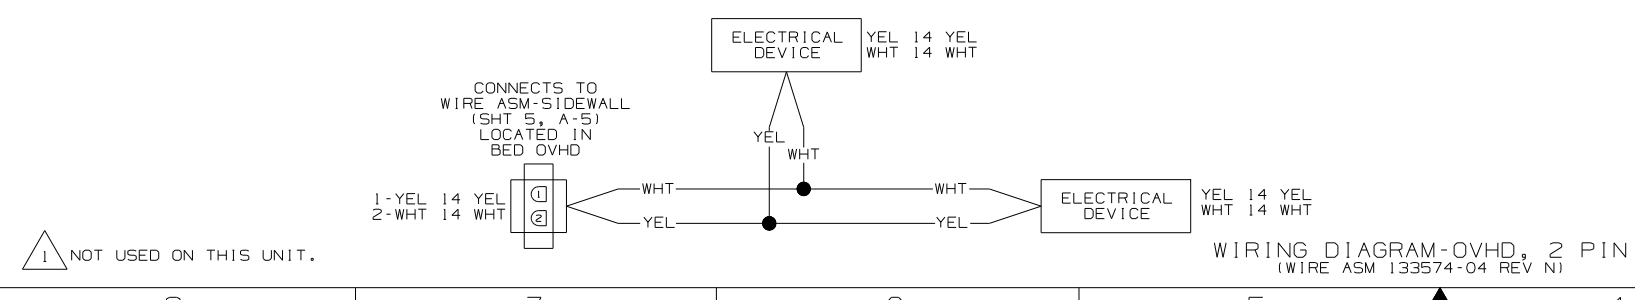 ELECTRICAL
DEVICE
YEL 14 YEL
WHT 14 WHT
CONNECTS TO
WIRE ASM-SIDEWALL
(SHT 5, A-5)
LOCATED IN
BED OVHD
YEL
WHT
1-YEL 14 YEL
2-WHT 14 WHT
1
2
WHT
YEL
WHT
YEL
ELECTRICAL
DEVICE
YEL 14 YEL
WHT 14 WHT
1 NOT USED ON THIS UNIT.
WIRING DIAGRAM-OVHD, 2 PIN
(WIRE ASM 133574-04 REV N)